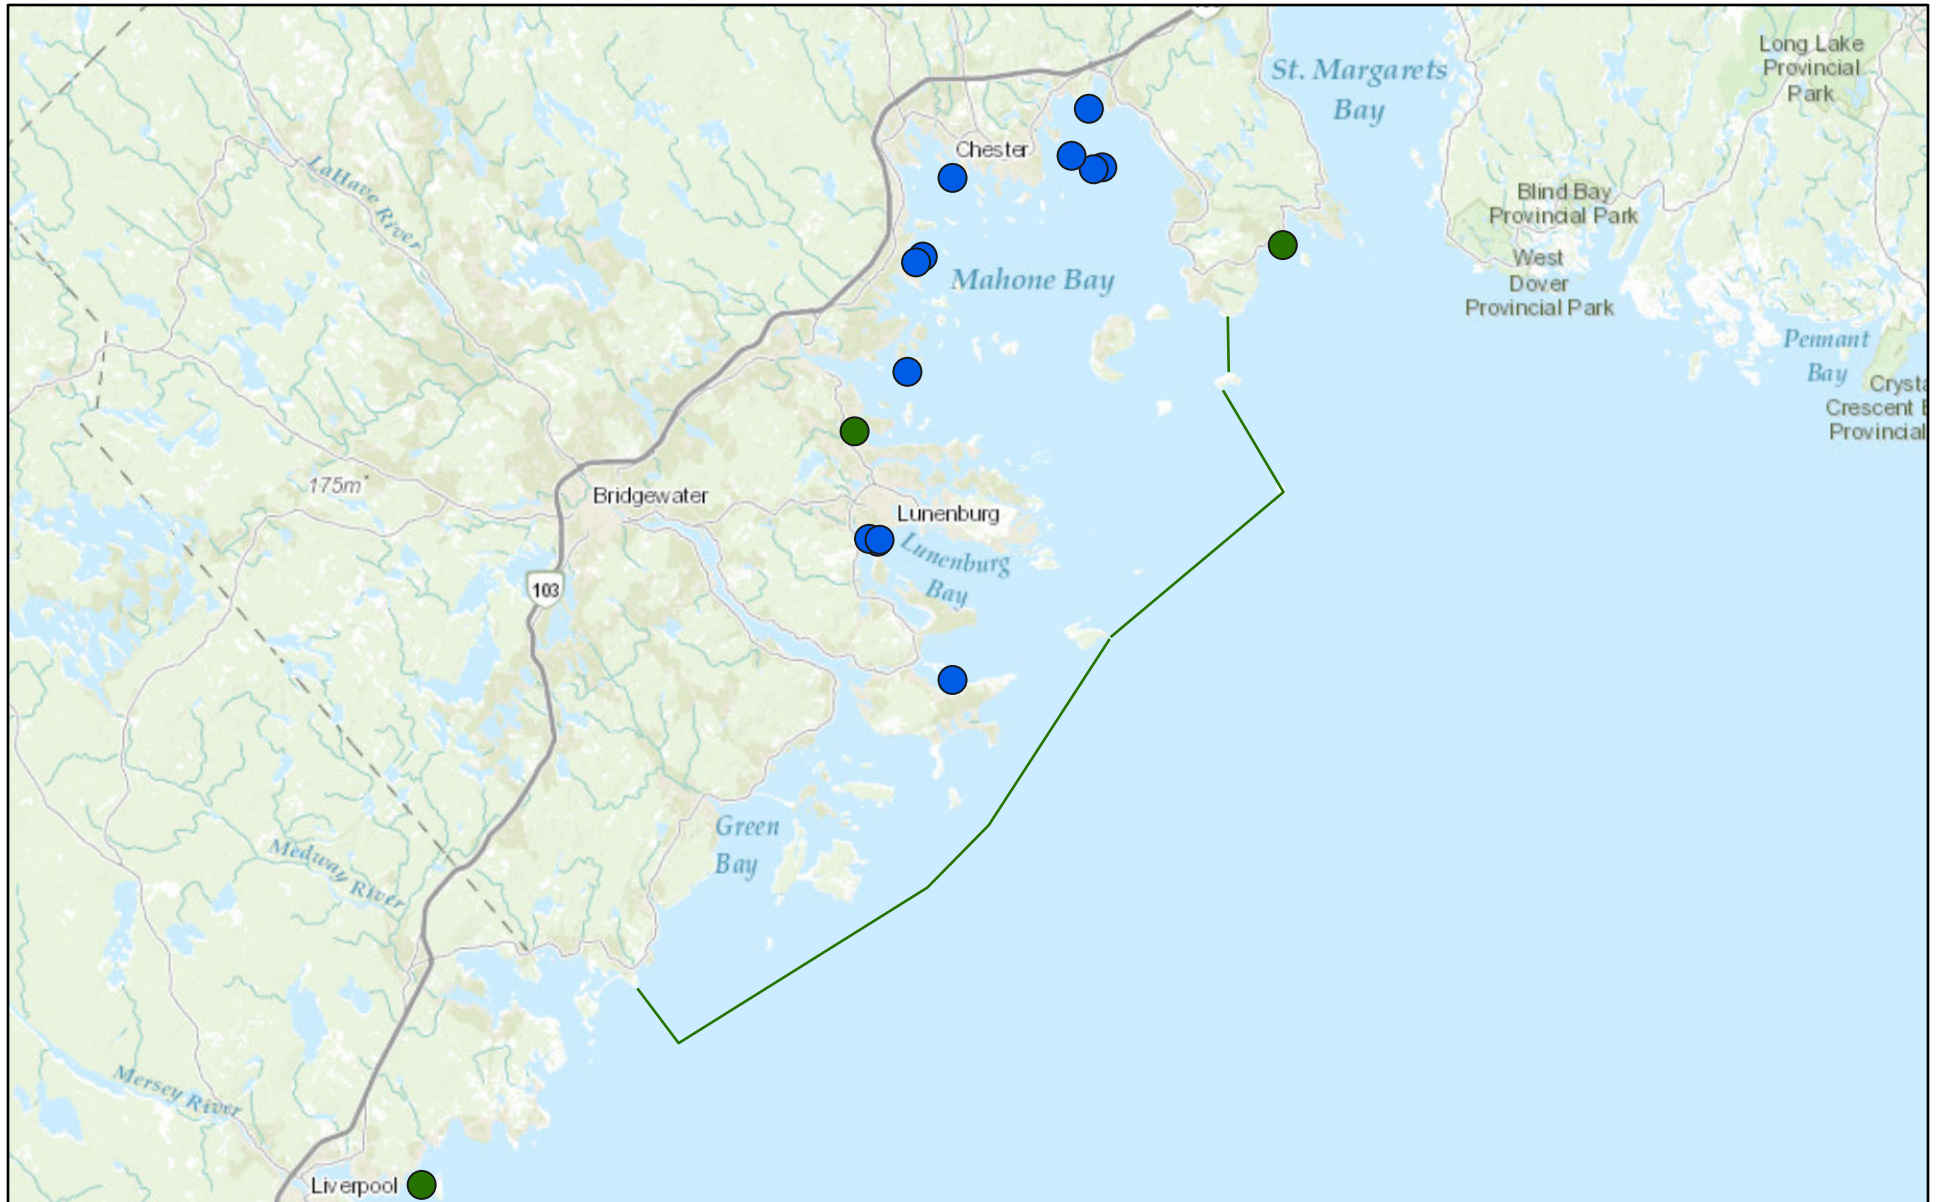 Long Lake
Provincial
Park
St. Margarets
Bay
Chester
LaHave River
Blind Bay
Provincial Park
West
Dover
Provincial Park
Mahone Bay
Pennant
Bay
Crysta
Crescent B
Provincial
175m
Bridgewater
Lunenburg
Lunenburg
Bay
103
Green
Bay
Medway River
Mersey River
Liverpool